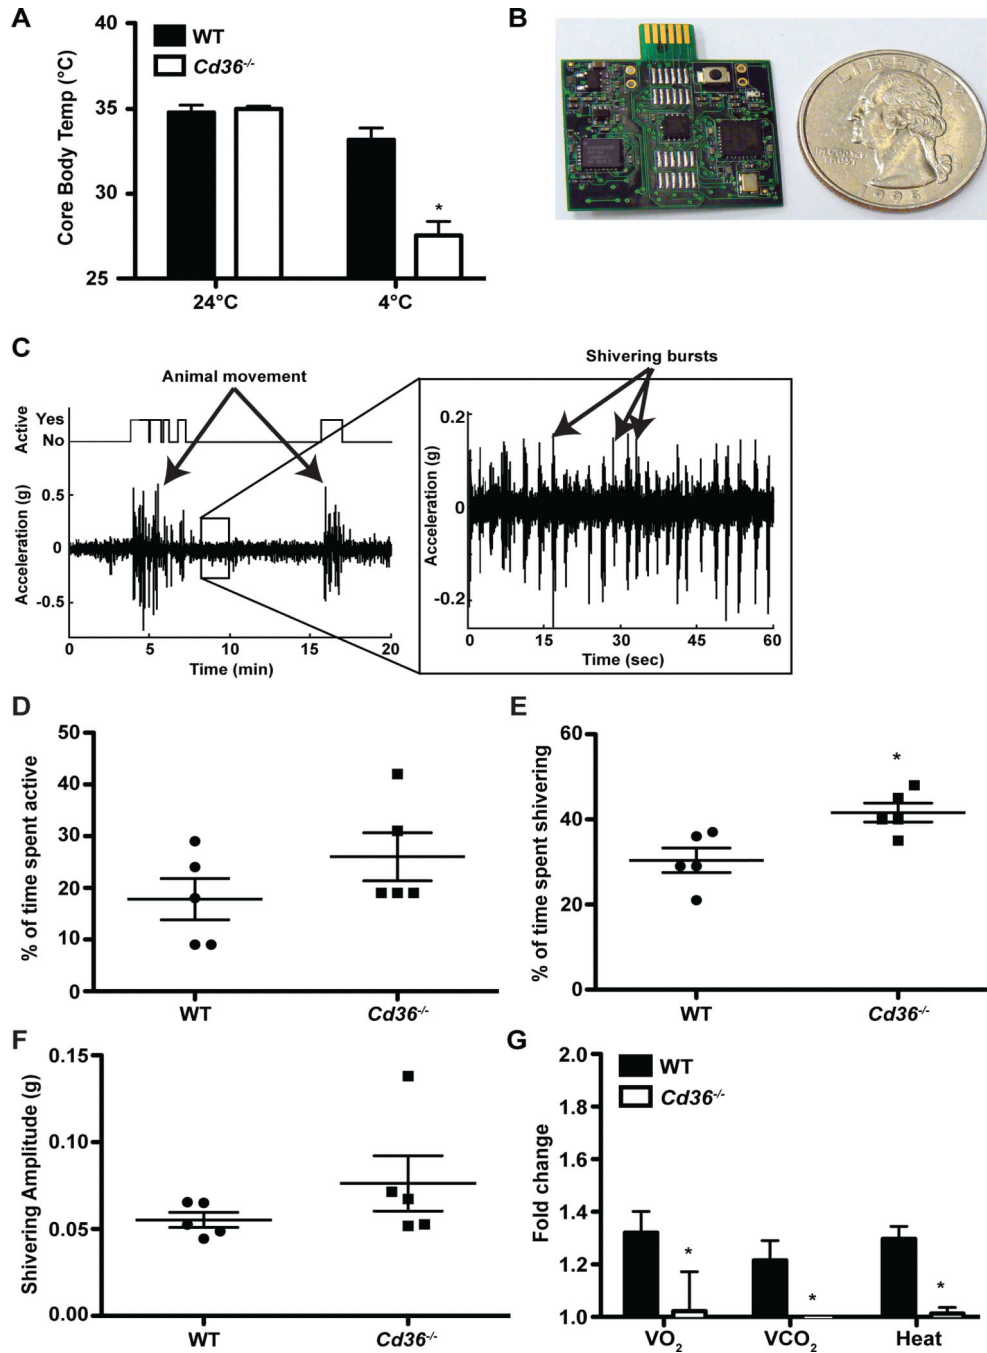 A
Core Body Temp (°C)
40
35
30
25
WT
Cd36-/-
*
24°C
4°C
B
LIBERTY
IN GOD WE TRUST
1995
C
Animal movement
Shivering bursts
Active
Yes
No
Acceleration (g)
0.5
0
-0.5
0
5
10
15
20
Time (min)
Acceleration (g)
0.2
0
-0.2
0
15
30
45
60
Time (sec)
D
% of time spent active
50
40
30
20
10
0
WT
Cd36-/-
E
% of time spent shivering
60
40
20
0
*
WT
Cd36-/-
F
Shivering Amplitude (g)
0.15
0.10
0.05
0.00
WT
Cd36-/-
G
Fold change
2.0
1.8
1.6
1.4
1.2
1.0
WT
Cd36-/-
*
*
*
VO2
VCO2
Heat